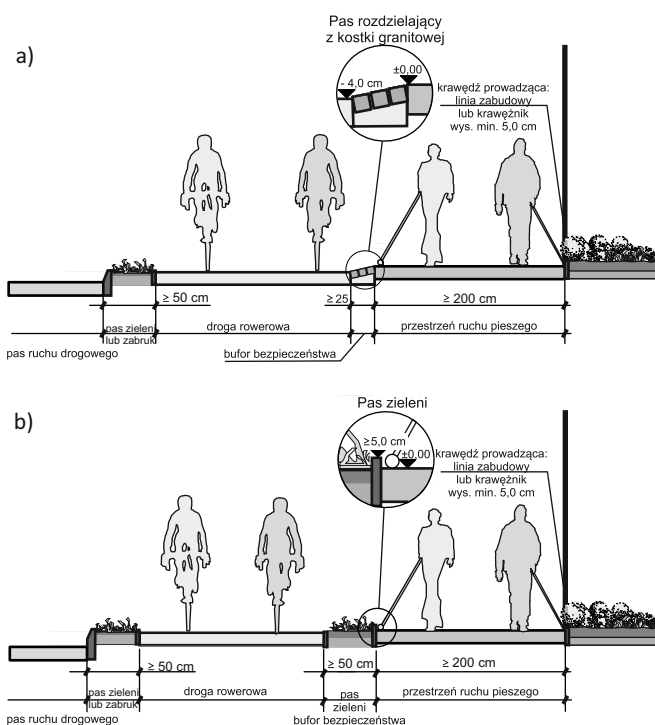 a)
Pas rozdzielający
z kostki granitowej
- 4,0 cm
±0,00
krawędź prowadząca:
linia zabudowy
lub krawężnik
wys. min. 5,0 cm
≥ 50 cm
≥ 25
≥ 200 cm
pas zieleni
lub zabruk
droga rowerowa
przestrzeń ruchu pieszego
pas ruchu drogowego
bufor bezpieczeństwa
b)
Pas zieleni
≥5,0 cm
±0,00
krawędź prowadząca:
linia zabudowy
lub krawężnik
wys. min. 5,0 cm
≥ 50 cm
≥ 50 cm
≥ 200 cm
pas zieleni
lub zabruk
droga rowerowa
pas
zieleni
przestrzeń ruchu pieszego
pas ruchu drogowego
bufor bezpieczeństwa